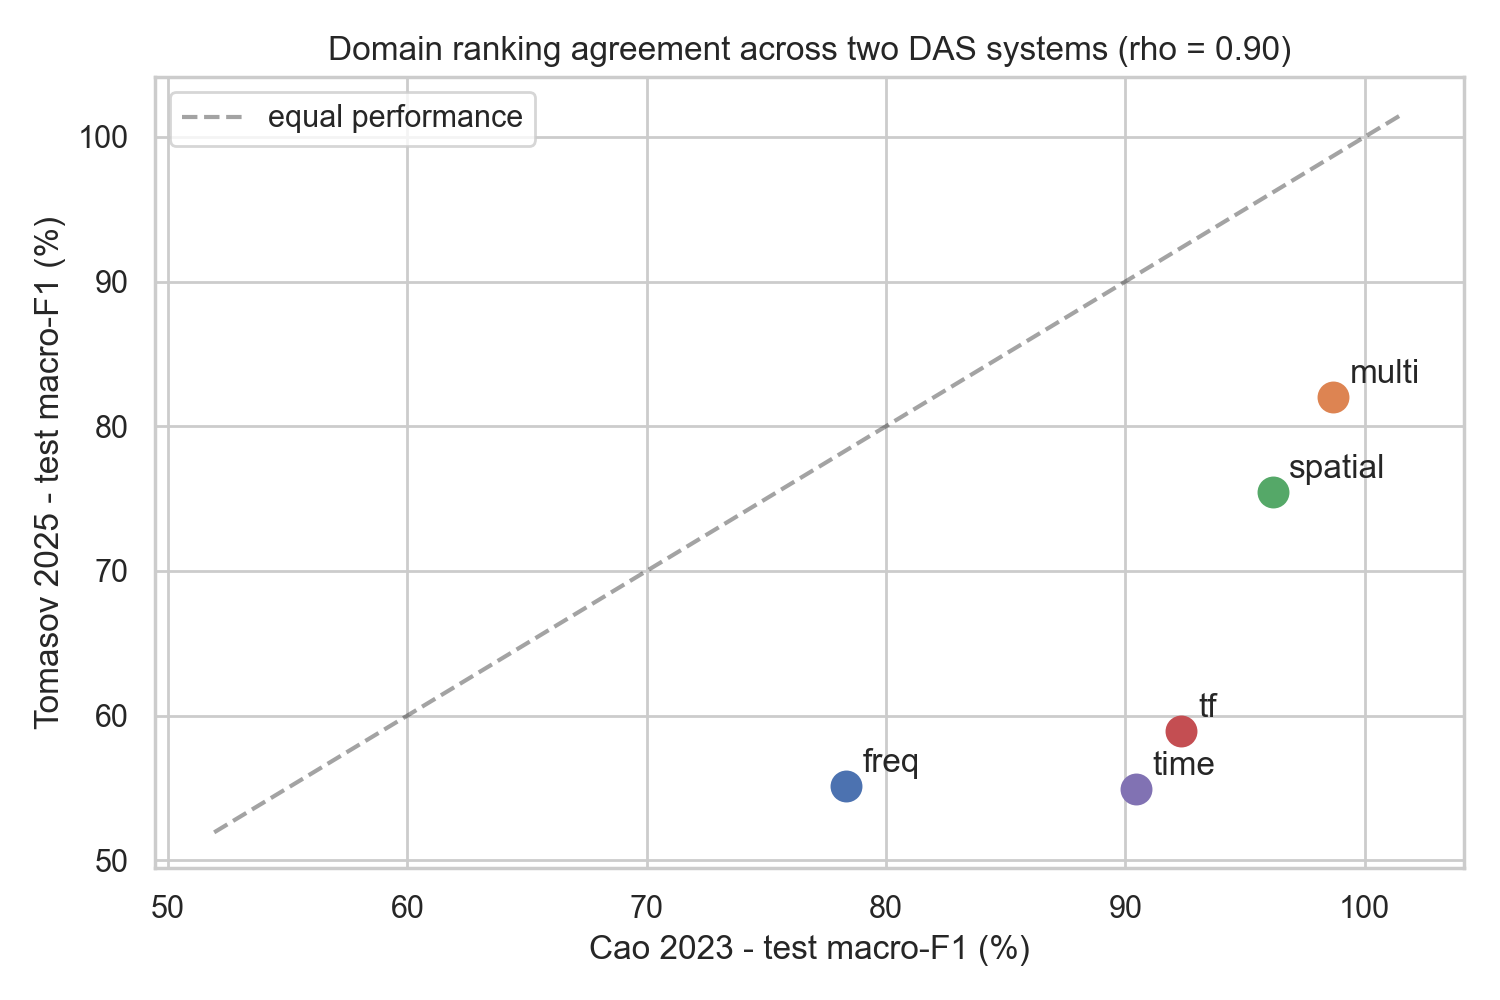 Domain ranking agreement across two DAS systems (rho = 0.90)
equal performance
100
90
80
70
60
50
Tomasov 2025 - test macro-F1 (%)
multi
spatial
tf
time
freq
50 60 70 80 90 100
Cao 2023 - test macro-F1 (%)